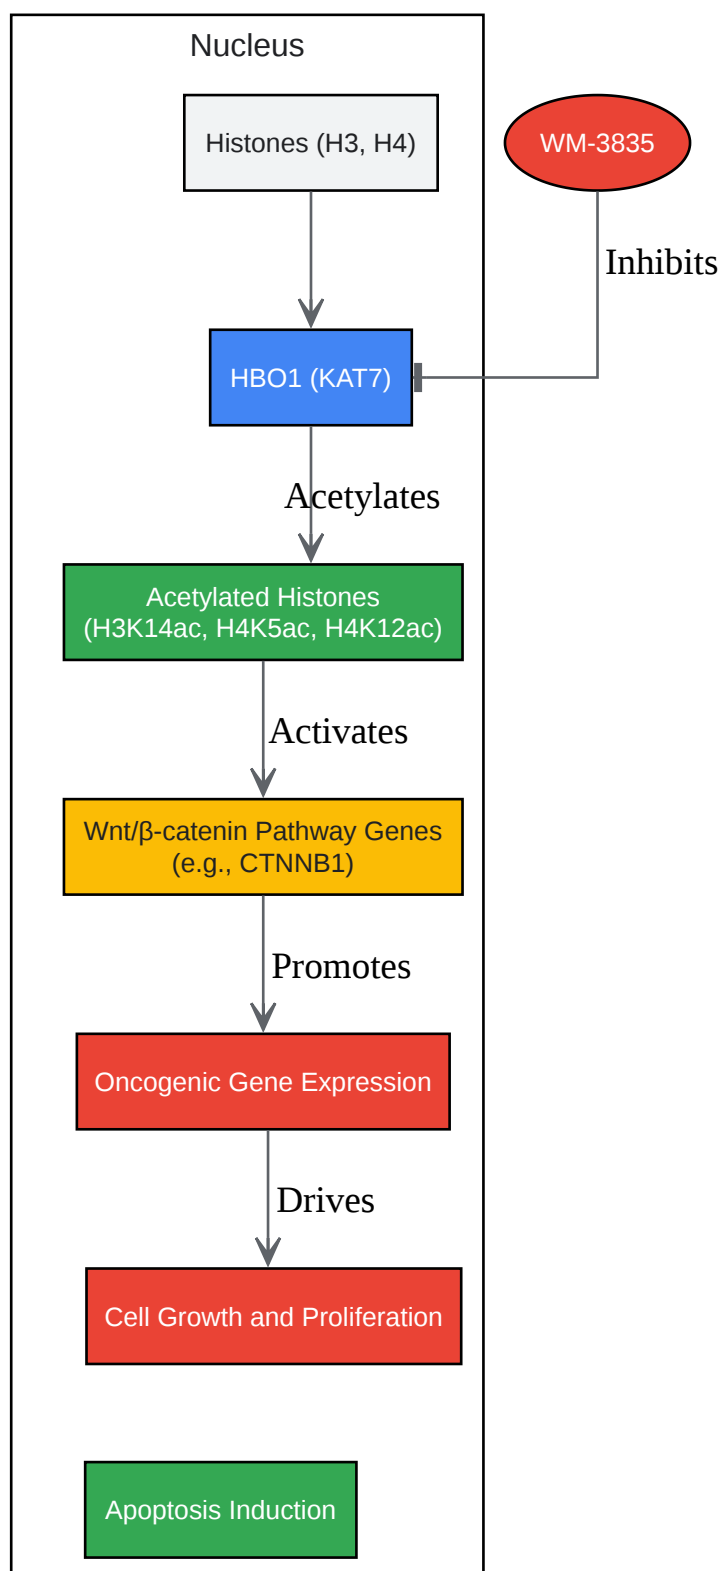 Nucleus
Histones (H3, H4)
WM-3835
Inhibits
HBO1 (KAT7)
Acetylates
Acetylated Histones
(H3K14ac, H4K5ac, H4K12ac)
Activates
Wnt/β-catenin Pathway Genes
(e.g., CTNNB1)
Promotes
Oncogenic Gene Expression
Drives
Cell Growth and Proliferation
Apoptosis Induction